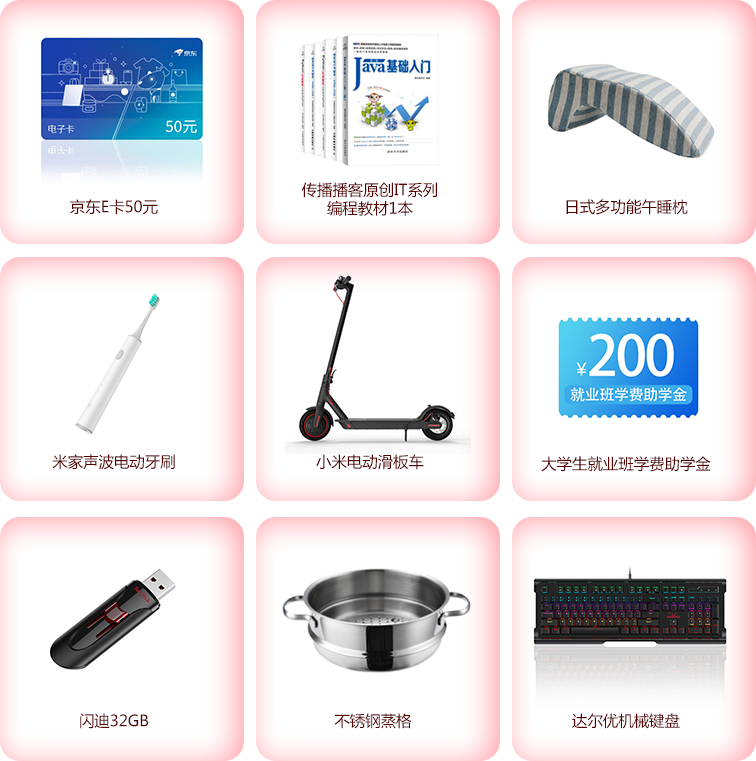 京东
电子卡
50元
京东E卡50元
Java基础入门
传播播客原创IT系列
编程教材1本
日式多功能午睡枕
米家声波电动牙刷
小米电动滑板车
¥200
就业班学费助学金
大学生就业班学费助学金
闪迪32GB
不锈钢蒸格
达尔优机械键盘